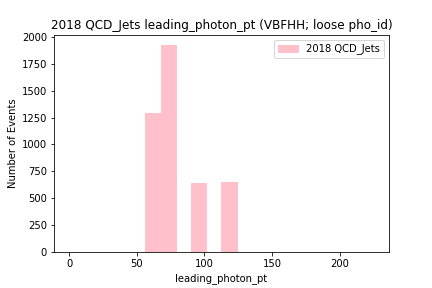 2018 QCD_Jets leading_photon_pt (VBFHH; loose pho_id)
2018 QCD_Jets
Number of Events
2000
1750
1500
1250
1000
750
500
250
0
0 50 100 150 200
leading_photon_pt